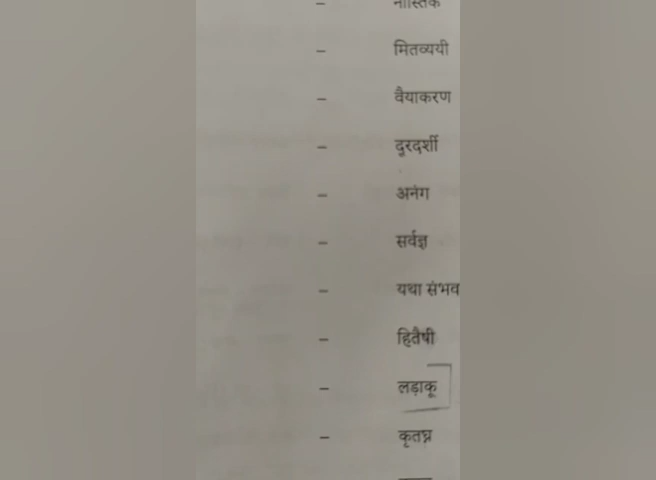 – नास्तिक
– मितव्ययी
– वैयाकरण
– दुरदर्शी
– अनंग
– सर्वज्ञ
– यथा संभव
– हितैषी
– लड़ाकू
– कृतघ्न